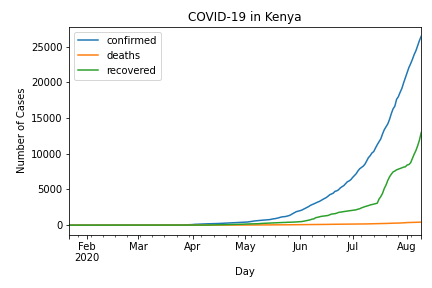 COVID-19 in Kenya
confirmed
deaths
recovered
Number of Cases
25000
20000
15000
10000
5000
0
Feb Mar Apr May Jun Jul Aug
2020
Day